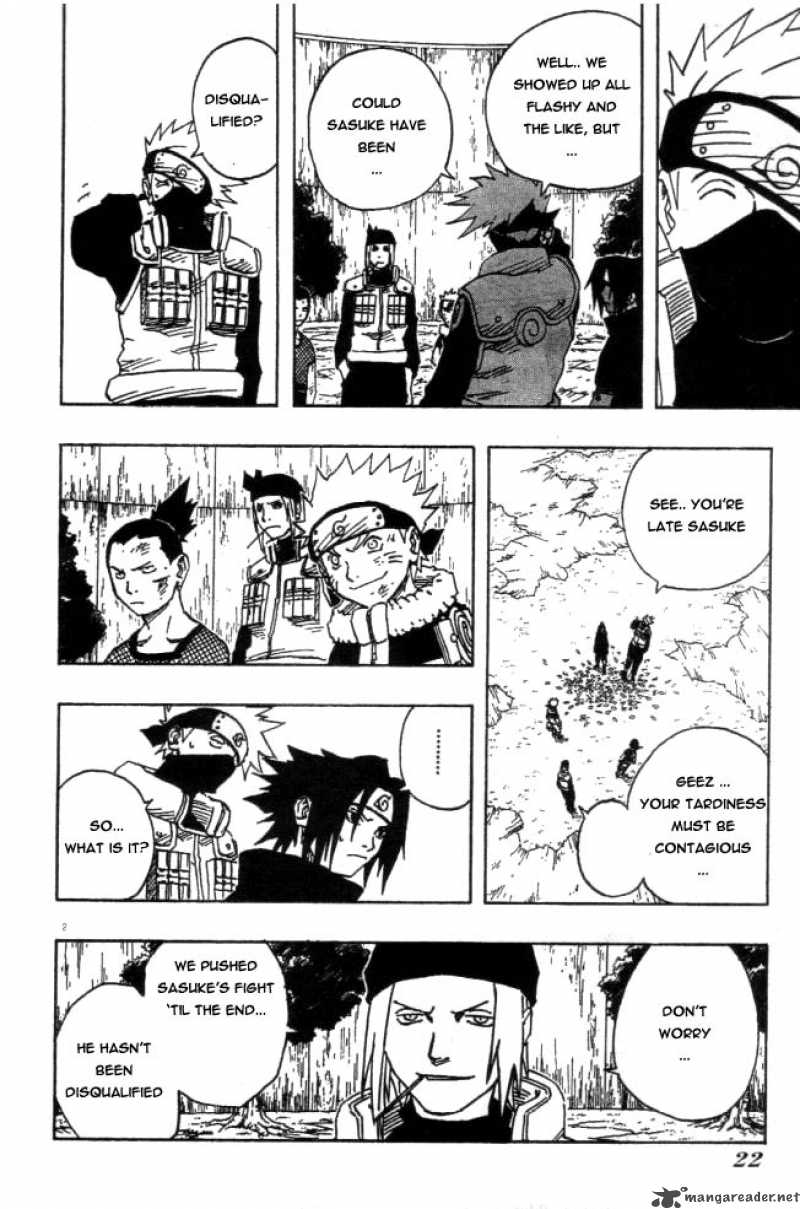 WELL.. WE
SHOWED UP ALL
FLASHY AND
THE LIKE, BUT
...
COULD
SASUKE HAVE
BEEN
...
DISQUA-
LIFIED?
SEE.. YOU'RE
LATE SASUKE
GEEZ ...
YOUR TARDINESS
MUST BE
CONTAGIOUS
...
.........
SO...
WHAT IS IT?
2
DON'T
WORRY
...
WE PUSHED
SASUKE'S FIGHT
'TIL THE END...
HE HASN'T
BEEN
DISQUALIFIED
22
mangareader.net